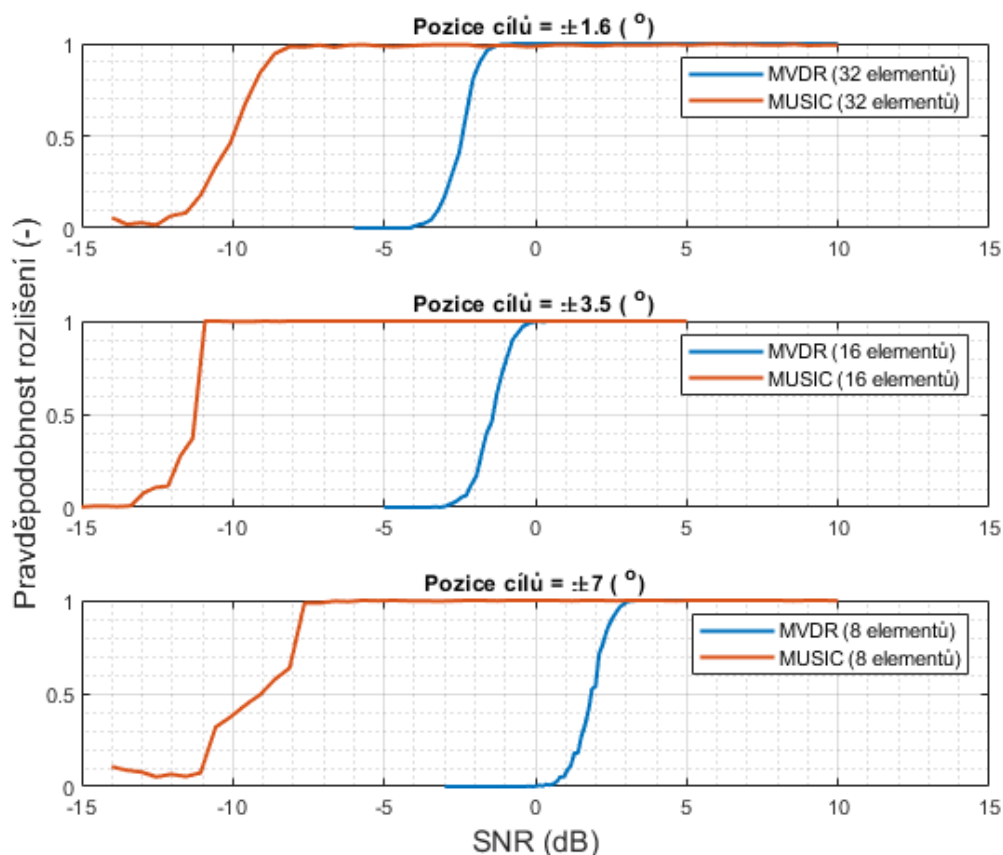 Pozice cílů = ±1.6 (°)
1
0.5
0
MVDR (32 elementů)
MUSIC (32 elementů)
-15 -10 -5 0 5 10 15
Pozice cílů = ±3.5 (°)
1
0.5
0
MVDR (16 elementů)
MUSIC (16 elementů)
-15 -10 -5 0 5 10 15
Pozice cílů = ±7 (°)
1
0.5
0
MVDR (8 elementů)
MUSIC (8 elementů)
-15 -10 -5 0 5 10 15
Pravděpodobnost rozlišení (-)
SNR (dB)